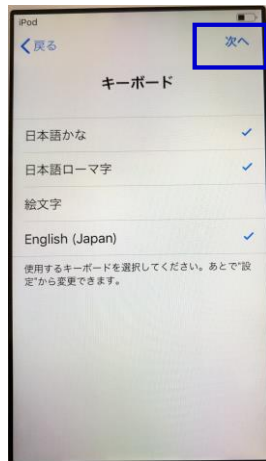 iPod
戻る
次へ
キーボード
日本語かな
日本語ローマ字
絵文字
English (Japan)
使用するキーボードを選択してください。あとで"設
定"から変更できます。